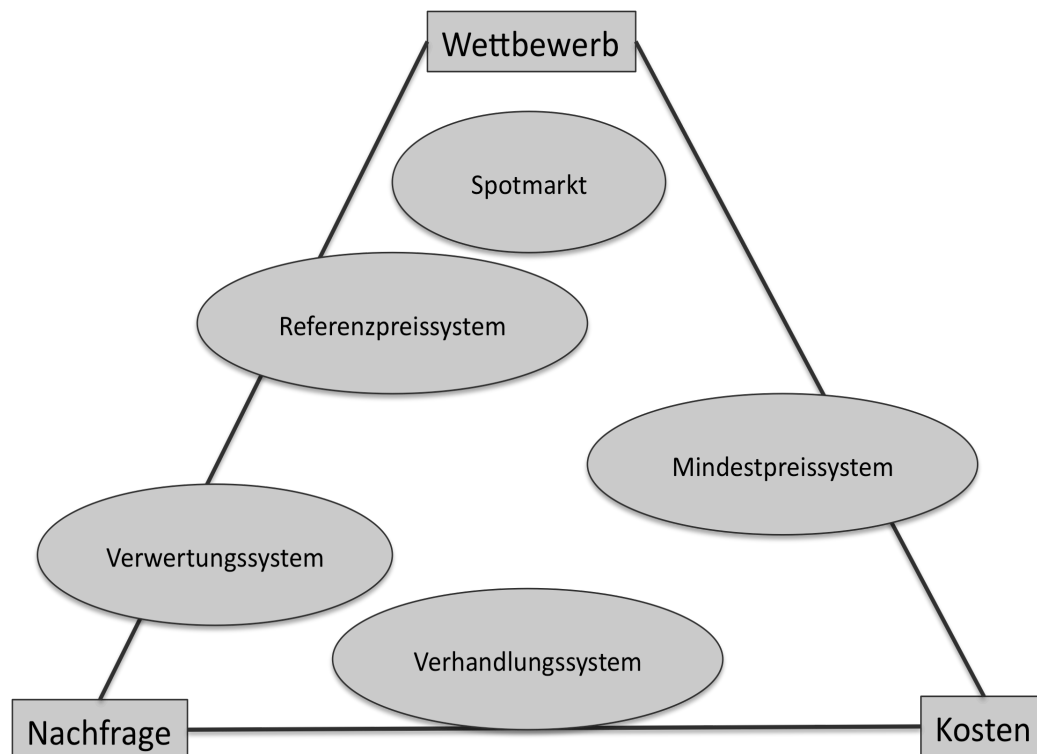 Wettbewerb
Spotmarkt
Referenzpreissystem
Mindestpreissystem
Verwertungssystem
Verhandlungssystem
Nachfrage
Kosten